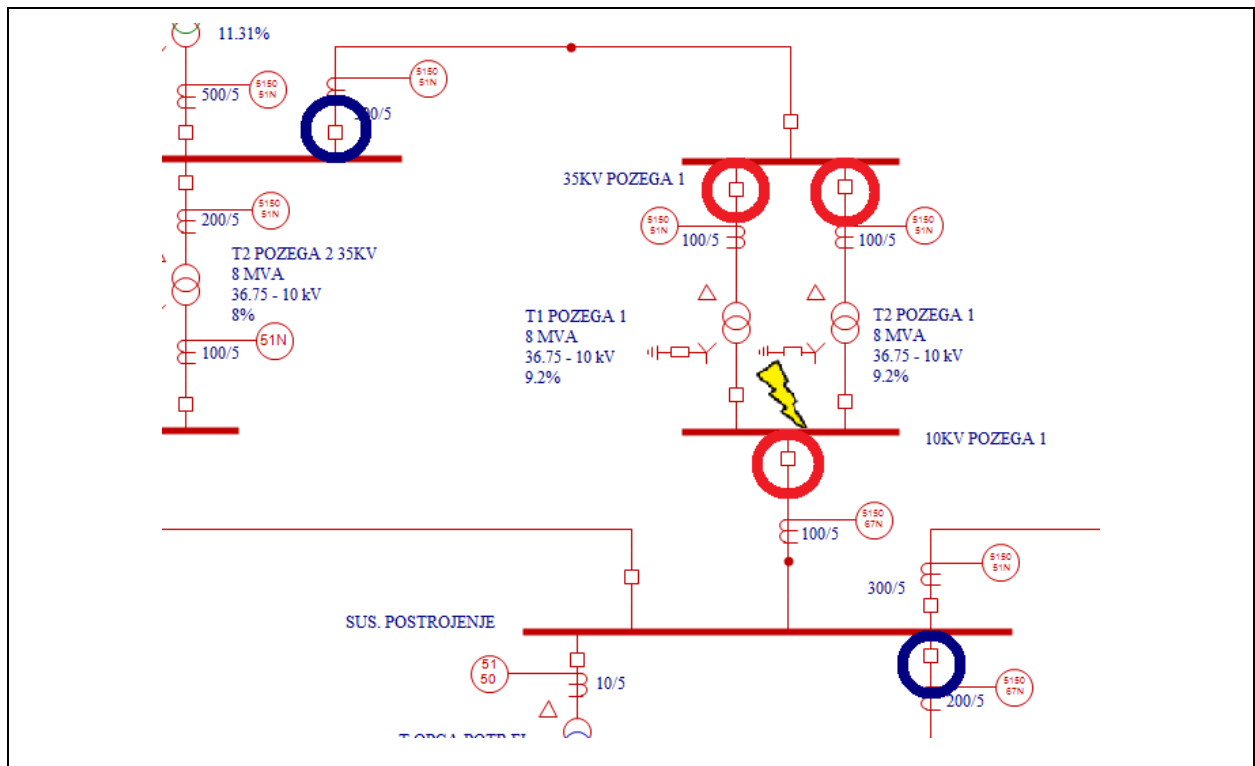 11.31%
5150
51N
500/5
5150
51N
5150
51N
200/5
T2 POZEGA 2 35KV
8 MVA
36.75 - 10 kV
8%
51N
100/5
35KV POZEGA 1
5150
51N
100/5
5150
51N
100/5
T1 POZEGA 1
8 MVA
36.75 - 10 kV
9.2%
T2 POZEGA 1
8 MVA
36.75 - 10 kV
9.2%
10KV POZEGA 1
5150
67N
100/5
5150
51N
300/5
SUS. POSTROJENJE
51
50
10/5
5150
67N
200/5